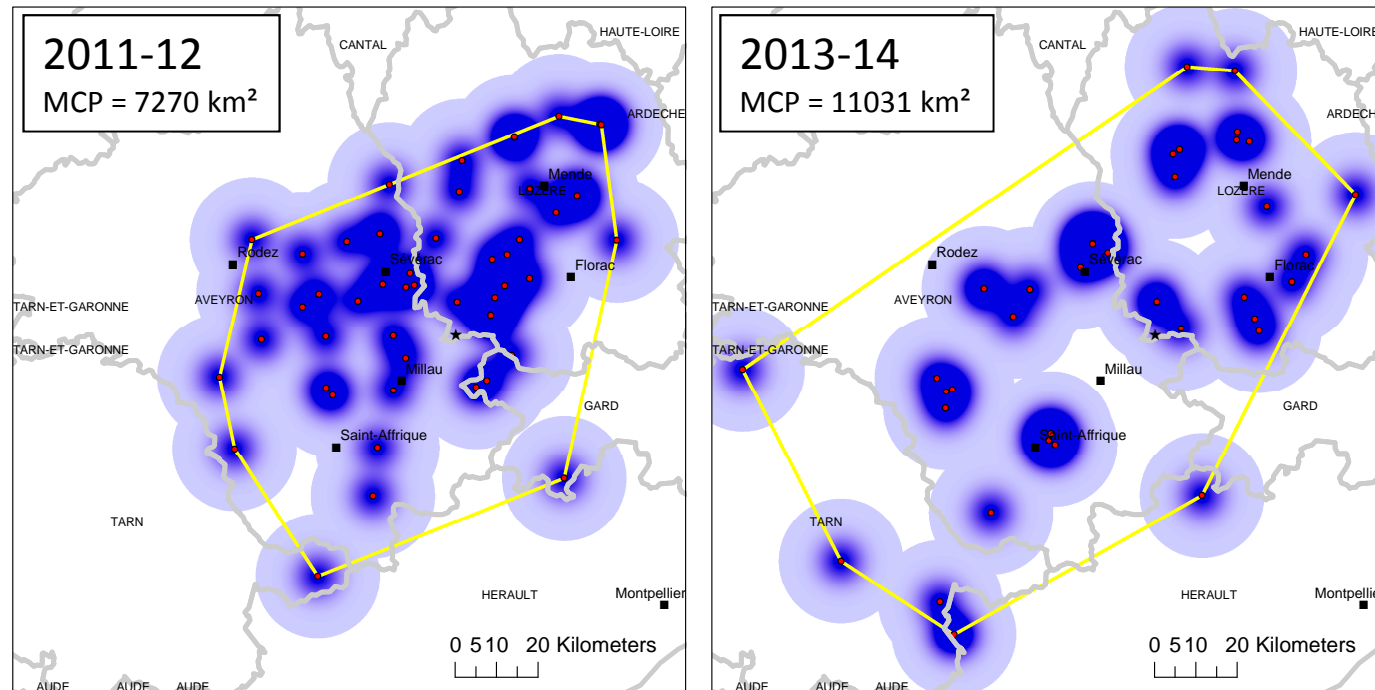 2011-12
MCP = 7270 km²
CANTAL
HAUTE-LOIRE
ARDECHE
Mende
LOZERE
Rodez
Séverac
Florac
AVEYRON
TARN-ET-GARONNE
TARN-ET-GARONNE
Millau
GARD
Saint-Affrique
TARN
HERAULT
Montpellier
0 5 10 20 Kilometers
AUDE AUDE AUDE
2013-14
MCP = 11031 km²
CANTAL
HAUTE-LOIRE
ARDECHE
Mende
LOZERE
Rodez
Séverac
Florac
AVEYRON
TARN-ET-GARONNE
TARN-ET-GARONNE
Millau
GARD
Saint-Affrique
TARN
HERAULT
Montpellier
0 5 10 20 Kilometers
AUDE AUDE AUDE